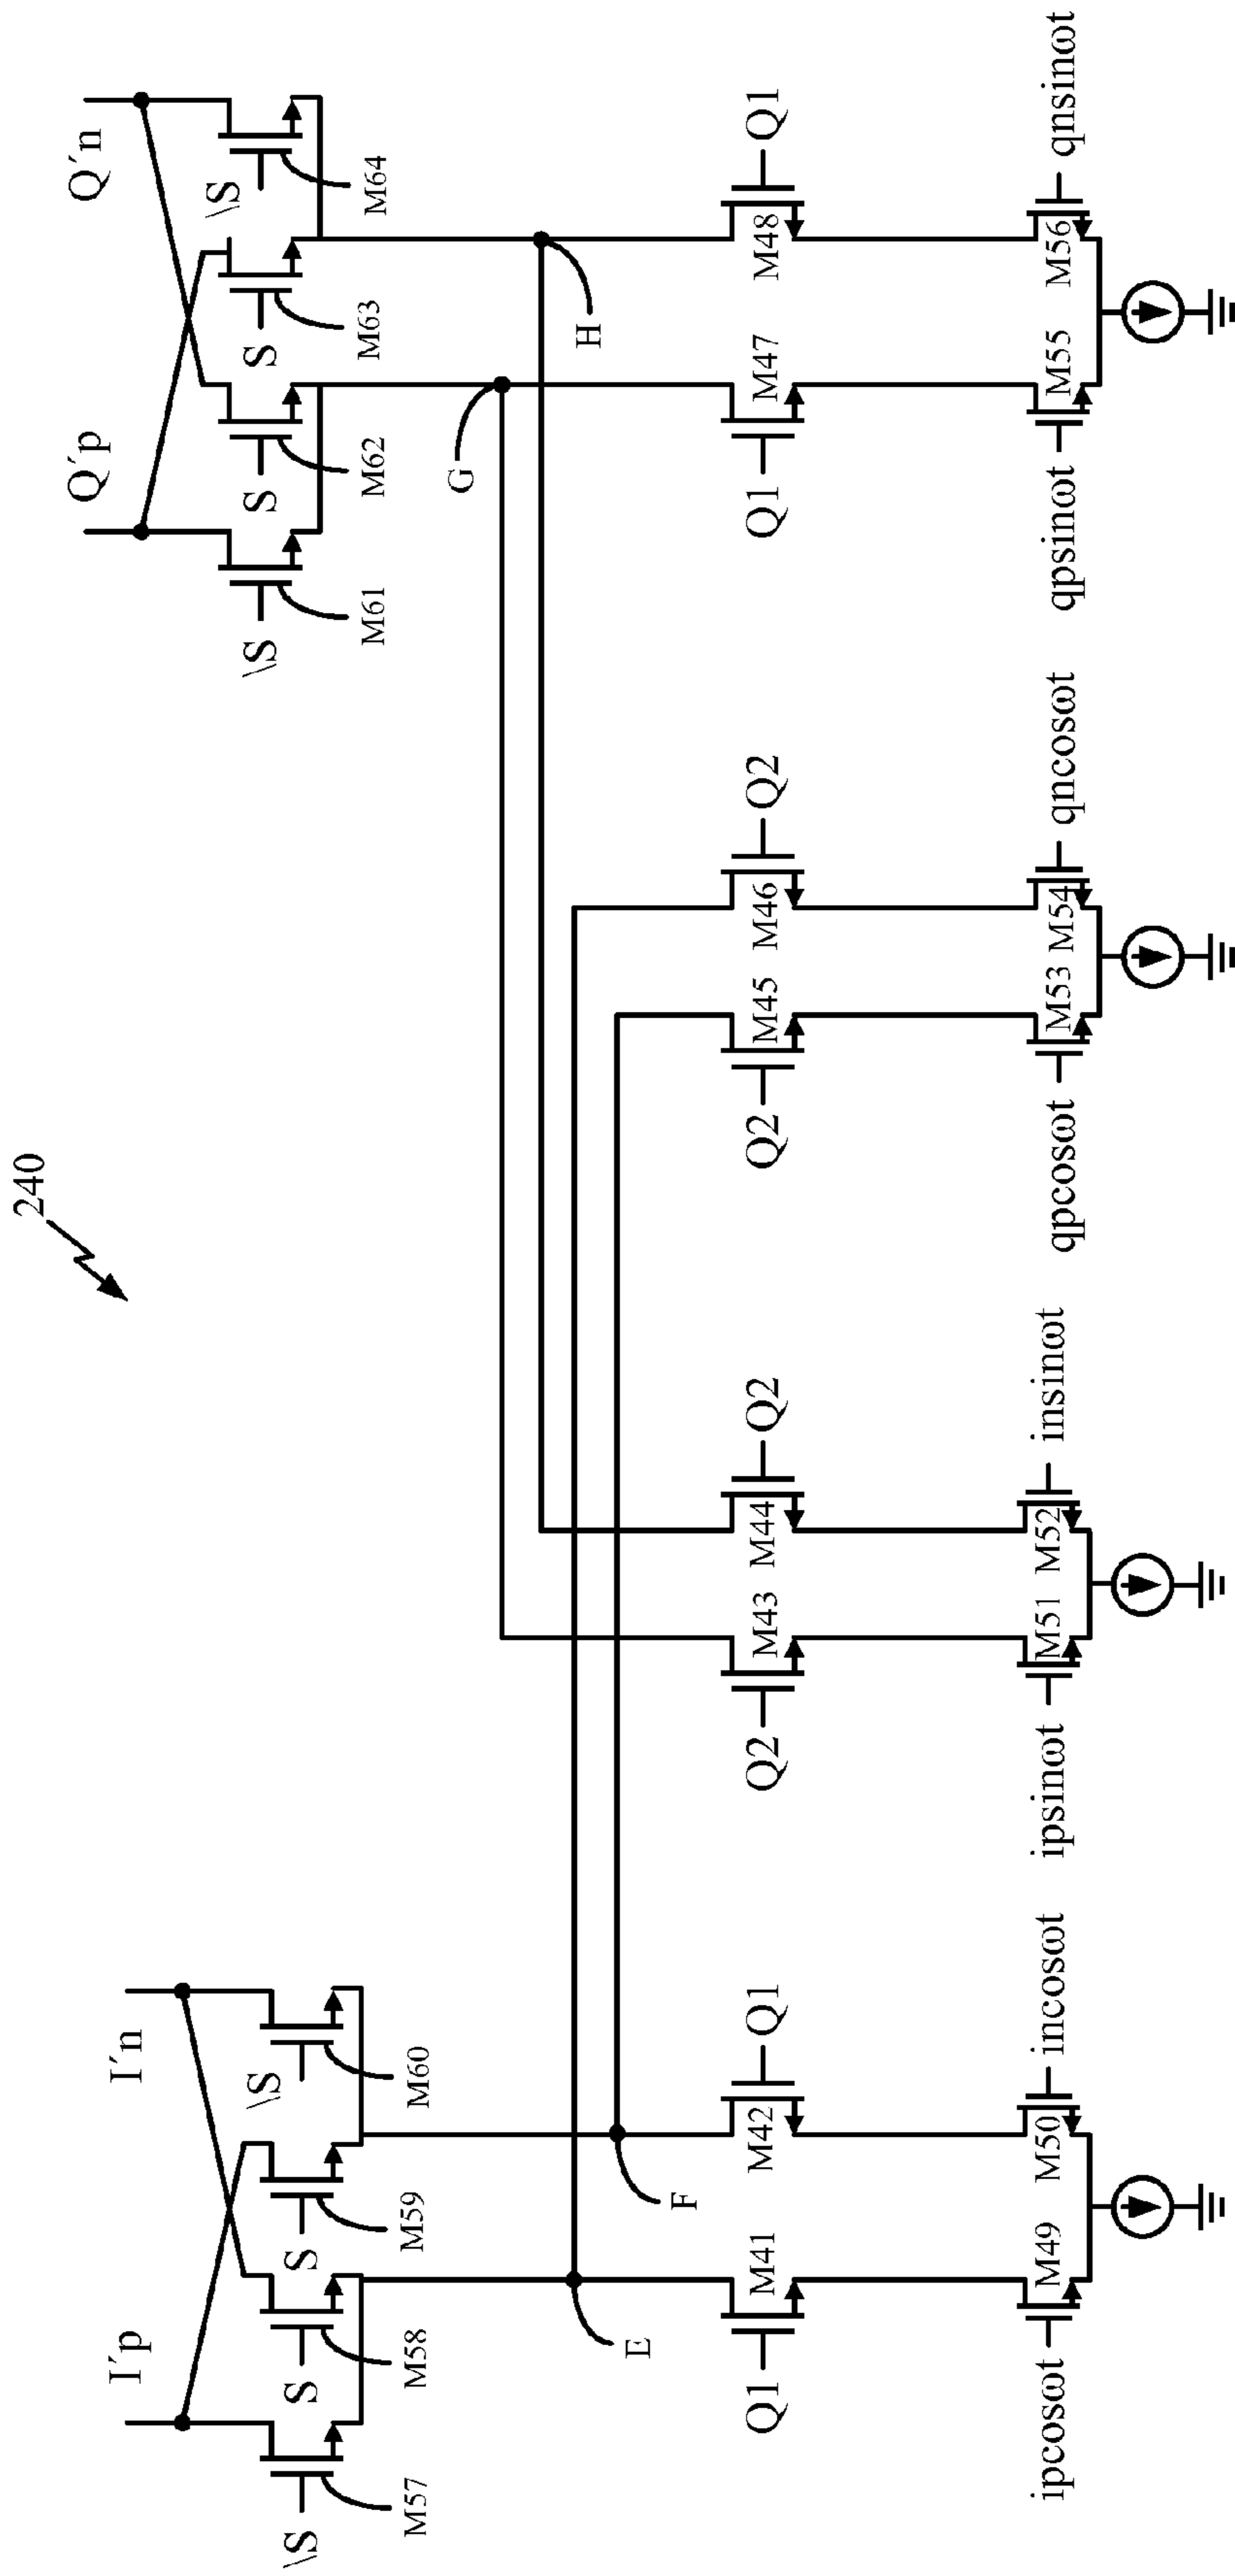 240
I′p
I′n
Q′p
Q′n
\S
S
S
\S
\S
S
S
\S
M57
M58
M59
M60
M61
M62
M63
M64
E
F
G
H
Q1
M41
M42
Q1
Q2
M43
M44
Q2
Q2
M45
M46
Q2
Q1
M47
M48
Q1
ipcosωt
M49
M50
incosωt
ipsinωt
M51
M52
insinωt
qpcosωt
M53
M54
qncosωt
qpsinωt
M55
M56
qnsinωt